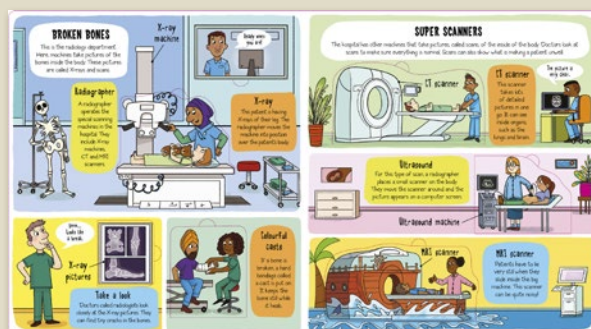 BROKEN BONES
This is the radiology department.
Here, machines take pictures of the
bones inside the body. These pictures
are called X-rays and scans.
X-ray
machine
Ready when
you are!
Radiographer
A radiographer
operates the
special scanning
machines in the
hospital. They
include X-ray
machines,
CT and MRI
scanners.
X-ray
The patient is having
X-rays of their leg. The
radiographer moves the
machine into position
over the patient's body.
Hmm...
looks like
a break.
X-ray
pictures
Take a look
Doctors called radiologists look
closely at the X-ray pictures. They
can find tiny cracks in the bones.
Colourful
casts
If a bone is
broken, a hard
bandage called
a cast is put on.
It keeps the
bone still while
it heals.
SUPER SCANNERS
The hospital has other machines that take pictures, called scans, of the inside of the body. Doctors look at
scans to make sure everything is normal. Scans can also show what is making a patient unwell.
CT scanner
CT scanner
The scanner
takes lots
of detailed
pictures in one
go. It can see
inside organs,
such as the
lungs and brain.
The picture is
very clear.
Ultrasound
For this type of scan, a radiographer
places a small scanner on the body.
They move the scanner around and the
picture appears on a computer screen.
Ultrasound machine
MRI scanner
MRI scanner
Patients have to
be very still when they
slide inside the big
machine. This scanner
can be quite noisy!